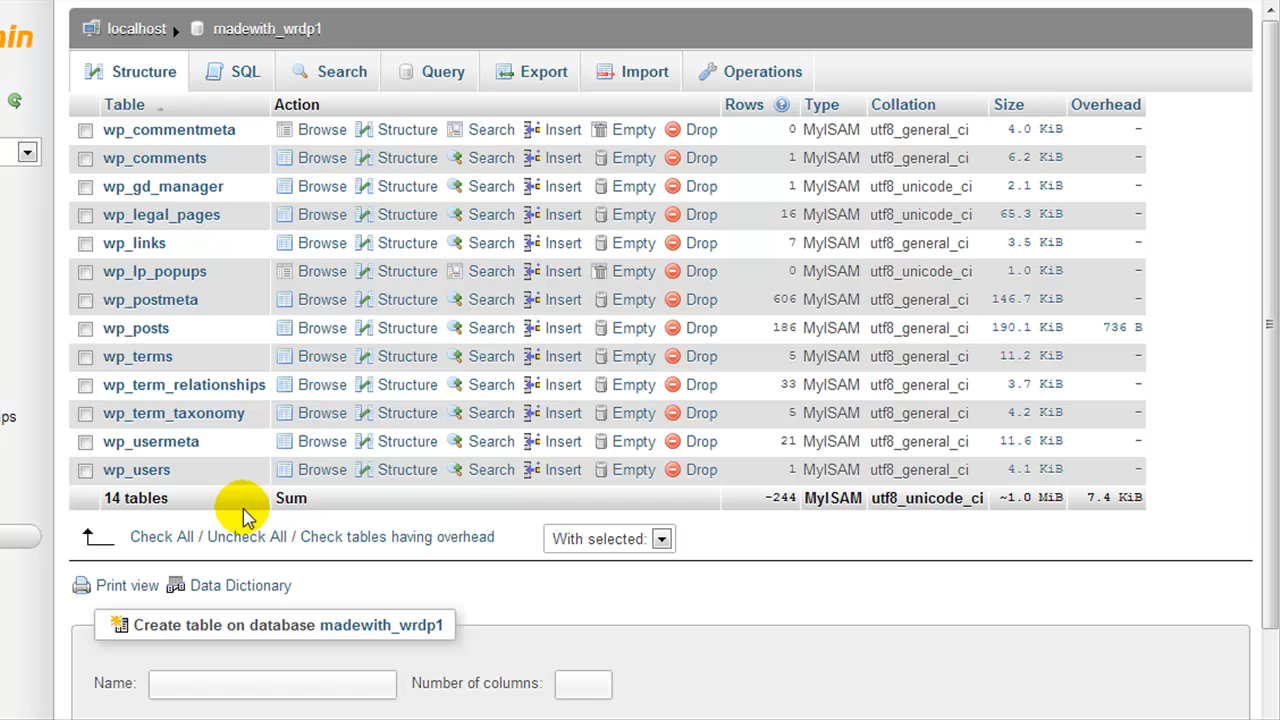 localhost madewith_wrdp1
Structure SQL Search Query Export Import Operations
Table Action Rows Type Collation Size Overhead
wp_commentmeta Browse Structure Search Insert Empty Drop 0 MyISAM utf8_general_ci 4.0 KiB -
wp_comments Browse Structure Search Insert Empty Drop 1 MyISAM utf8_general_ci 6.2 KiB -
wp_gd_manager Browse Structure Search Insert Empty Drop 1 MyISAM utf8_unicode_ci 2.1 KiB -
wp_legal_pages Browse Structure Search Insert Empty Drop 16 MyISAM utf8_unicode_ci 65.3 KiB -
wp_links Browse Structure Search Insert Empty Drop 7 MyISAM utf8_general_ci 3.5 KiB -
wp_lp_popups Browse Structure Search Insert Empty Drop 0 MyISAM utf8_unicode_ci 1.0 KiB -
wp_postmeta Browse Structure Search Insert Empty Drop 606 MyISAM utf8_general_ci 146.7 KiB -
wp_posts Browse Structure Search Insert Empty Drop 186 MyISAM utf8_general_ci 190.1 KiB 736 B
wp_terms Browse Structure Search Insert Empty Drop 5 MyISAM utf8_general_ci 11.2 KiB -
wp_term_relationships Browse Structure Search Insert Empty Drop 33 MyISAM utf8_general_ci 3.7 KiB -
wp_term_taxonomy Browse Structure Search Insert Empty Drop 5 MyISAM utf8_general_ci 4.2 KiB -
ps
wp_usermeta Browse Structure Search Insert Empty Drop 21 MyISAM utf8_general_ci 11.6 KiB -
wp_users Browse Structure Search Insert Empty Drop 1 MyISAM utf8_general_ci 4.1 KiB -
14 tables Sum ~244 MyISAM utf8_unicode_ci ~1.0 MiB 7.4 KiB
Check All / Uncheck All / Check tables having overhead With selected:
Print view Data Dictionary
Create table on database madewith_wrdp1
Name: Number of columns: